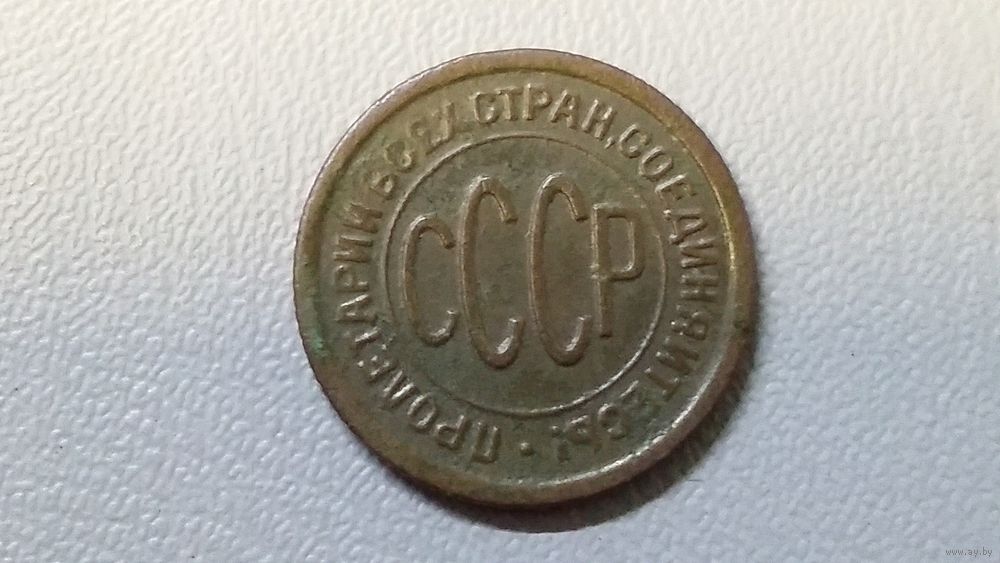 ПРОЛЕТАРИИ ВСЕХ СТРАН, СОЕДИНЯЙТЕСЬ!
СССР
www.ay.by